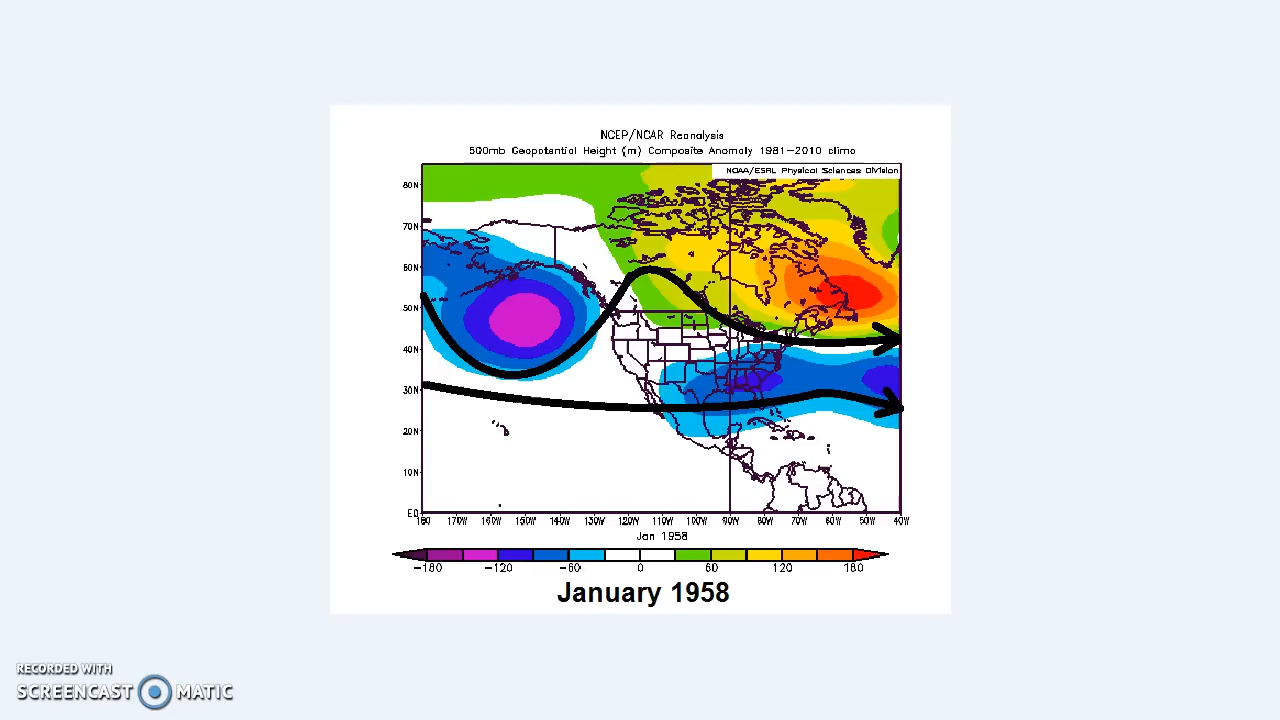 NCEP/NCAR Reanalysis
500mb Geopotential Height (m) Composite Anomaly 1981-2010 climo
NOAA/ESRL Physical Sciences Division
80N
70N
60N
50N
40N
30N
20N
10N
EQ
180 170W 160W 150W 140W 130W 120W 110W 100W 90W 80W 70W 60W 50W 40W
Jan 1958
-180 -120 -60 0 60 120 180
January 1958
RECORDED WITH
SCREENCAST MATIC